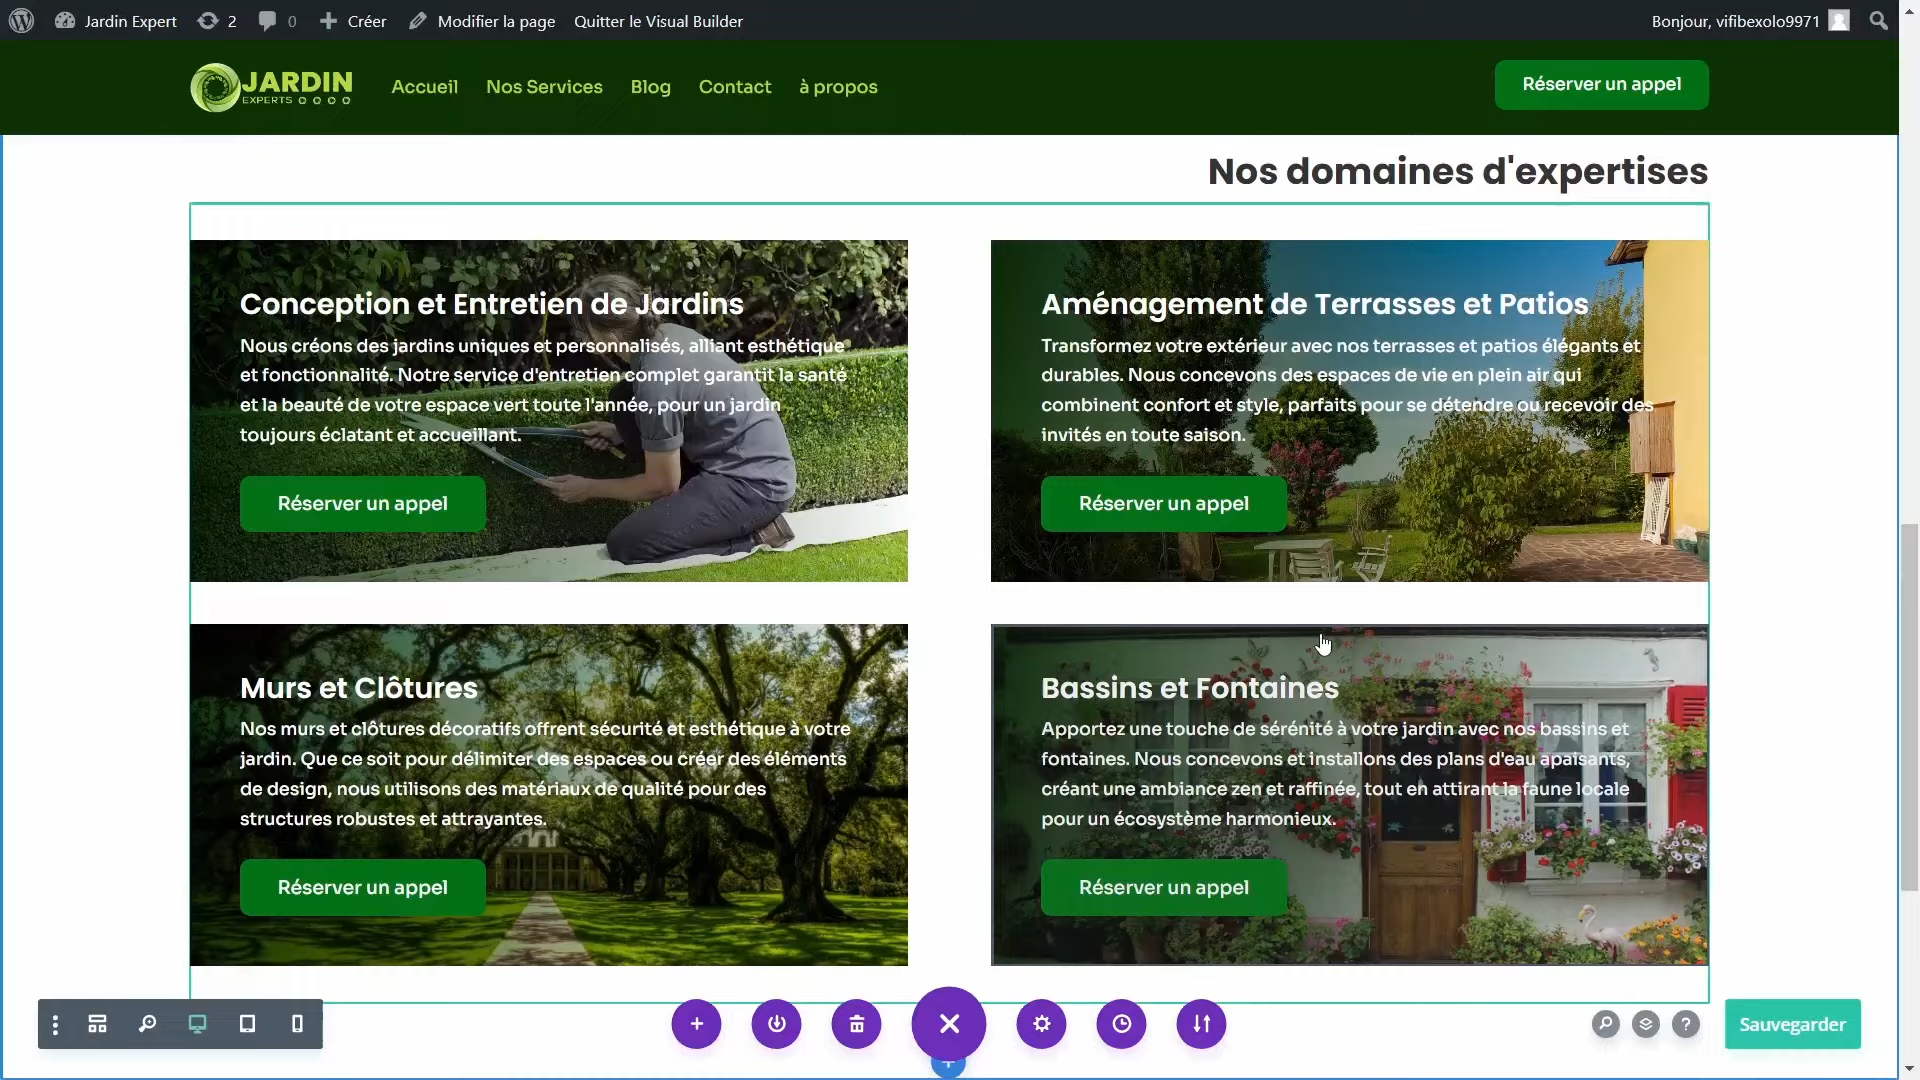 Jardin Expert 2 0 Créer Modifier la page Quitter le Visual Builder Bonjour, vifibexolo9971
JARDIN
EXPERTS
Accueil Nos Services Blog Contact à propos Réserver un appel
Nos domaines d'expertises
Conception et Entretien de Jardins
Nous créons des jardins uniques et personnalisés, alliant esthétique
et fonctionnalité. Notre service d'entretien complet garantit la santé
et la beauté de votre espace vert toute l'année, pour un jardin
toujours éclatant et accueillant.
Réserver un appel
Aménagement de Terrasses et Patios
Transformez votre extérieur avec nos terrasses et patios élégants et
durables. Nous concevons des espaces de vie en plein air qui
combinent confort et style, parfaits pour se détendre ou recevoir des
invités en toute saison.
Réserver un appel
Murs et Clôtures
Nos murs et clôtures décoratifs offrent sécurité et esthétique à votre
jardin. Que ce soit pour délimiter des espaces ou créer des éléments
de design, nous utilisons des matériaux de qualité pour des
structures robustes et attrayantes.
Réserver un appel
Bassins et Fontaines
Apportez une touche de sérénité à votre jardin avec nos bassins et
fontaines. Nous concevons et installons des plans d'eau apaisants,
créant une ambiance zen et raffinée, tout en attirant la faune locale
pour un écosystème harmonieux.
Réserver un appel
Sauvegarder